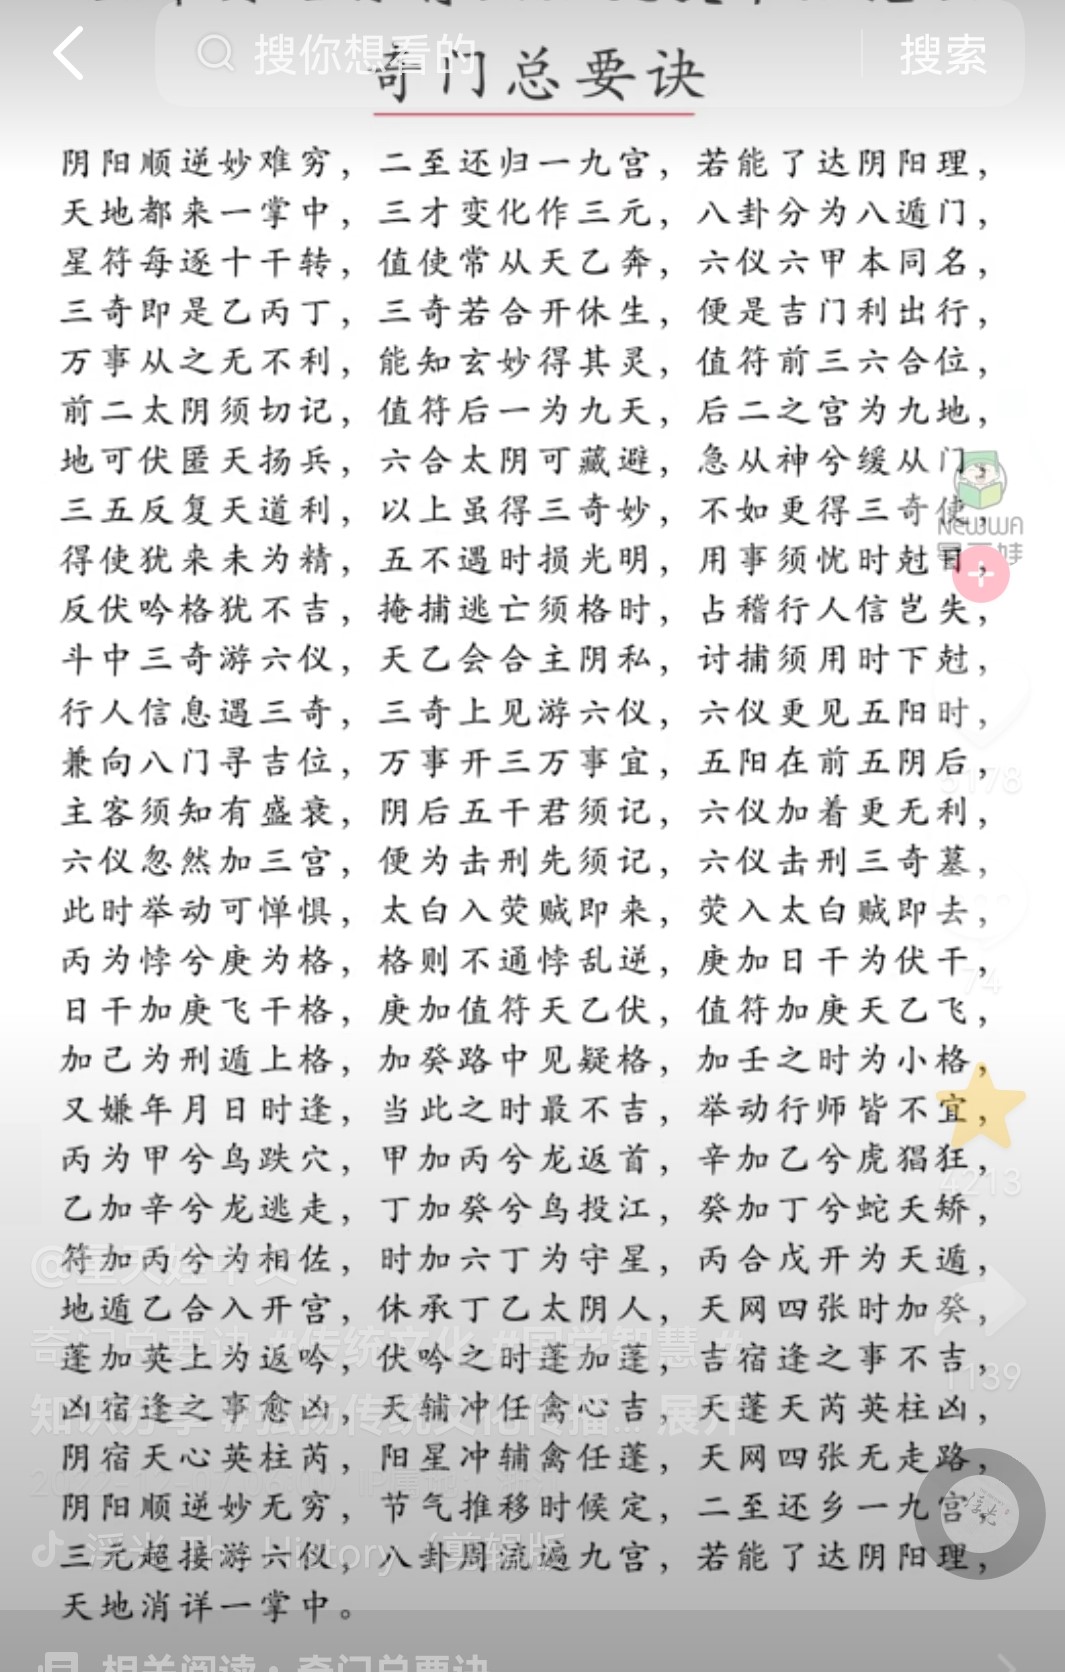 搜你想看的
搜索
奇门总要诀
阴阳顺逆妙难穷，二至还归一九宫，若能了达阴阳理，
天地都来一掌中，三才变化作三元，八卦分为八遁门，
星符每逐十干转，值使常从天乙奔，六仪六甲本同名，
三奇即是乙丙丁，三奇若合开休生，便是吉门利出行，
万事从之无不利，能知玄妙得其灵，值符前三六合位，
前二太阴须切记，值符后一为九天，后二之宫为九地，
地可伏匿天扬兵，六合太阴可藏避，急从神兮缓从门，
三五反复天道利，以上虽得三奇妙，不如更得三奇使，
NEWWA
得使犹来未为精，五不遇时损光明，用事须忧时尅日，
反伏吟格犹不吉，掩捕逃亡须格时，占稽行人信岂失，
斗中三奇游六仪，天乙会合主阴私，讨捕须用时下尅，
行人信息遇三奇，三奇上见游六仪，六仪更见五阳时，
兼向八门寻吉位，万事开三万事宜，五阳在前五阴后，
5178
主客须知有盛衰，阴后五干君须记，六仪加着更无利，
六仪忽然加三宫，便为击刑先须记，六仪击刑三奇墓，
此时举动可惮惧，太白入荧贼即来，荧入太白贼即去，
丙为悖兮庚为格，格则不通悖乱逆，庚加日干为伏干，
74
日干加庚飞干格，庚加值符天乙伏，值符加庚天乙飞，
加己为刑遁上格，加癸路中见疑格，加壬之时为小格，
又嫌年月日时逢，当此之时最不吉，举动行师皆不宜，
丙为甲兮鸟跌穴，甲加丙兮龙返首，辛加乙兮虎猖狂，
4213
乙加辛兮龙逃走，丁加癸兮鸟投江，癸加丁兮蛇夭矫，
符加丙兮为相佐，时加六丁为守星，丙合戊开为天遁，
地遁乙合入开宫，休承丁乙太阴人，天网四张时加癸，
奇门总要诀 #传统文化 #国学智慧 #
蓬加英上为返吟，伏吟之时蓬加蓬，吉宿逢之事不吉，
1139
知识分享 #弘扬传统文化传播... 展开
凶宿逢之事愈凶，天辅冲任禽心吉，天蓬天芮英柱凶，
阴宿天心英柱芮，阳星冲辅禽任蓬，天网四张无走路，
阴阳顺逆妙无穷，节气推移时候定，二至还乡一九宫，
浮光 The History （剪辑版
三元超接游六仪，八卦周流遍九宫，若能了达阴阳理，
天地消详一掌中。
相关阅读：奇门总要诀